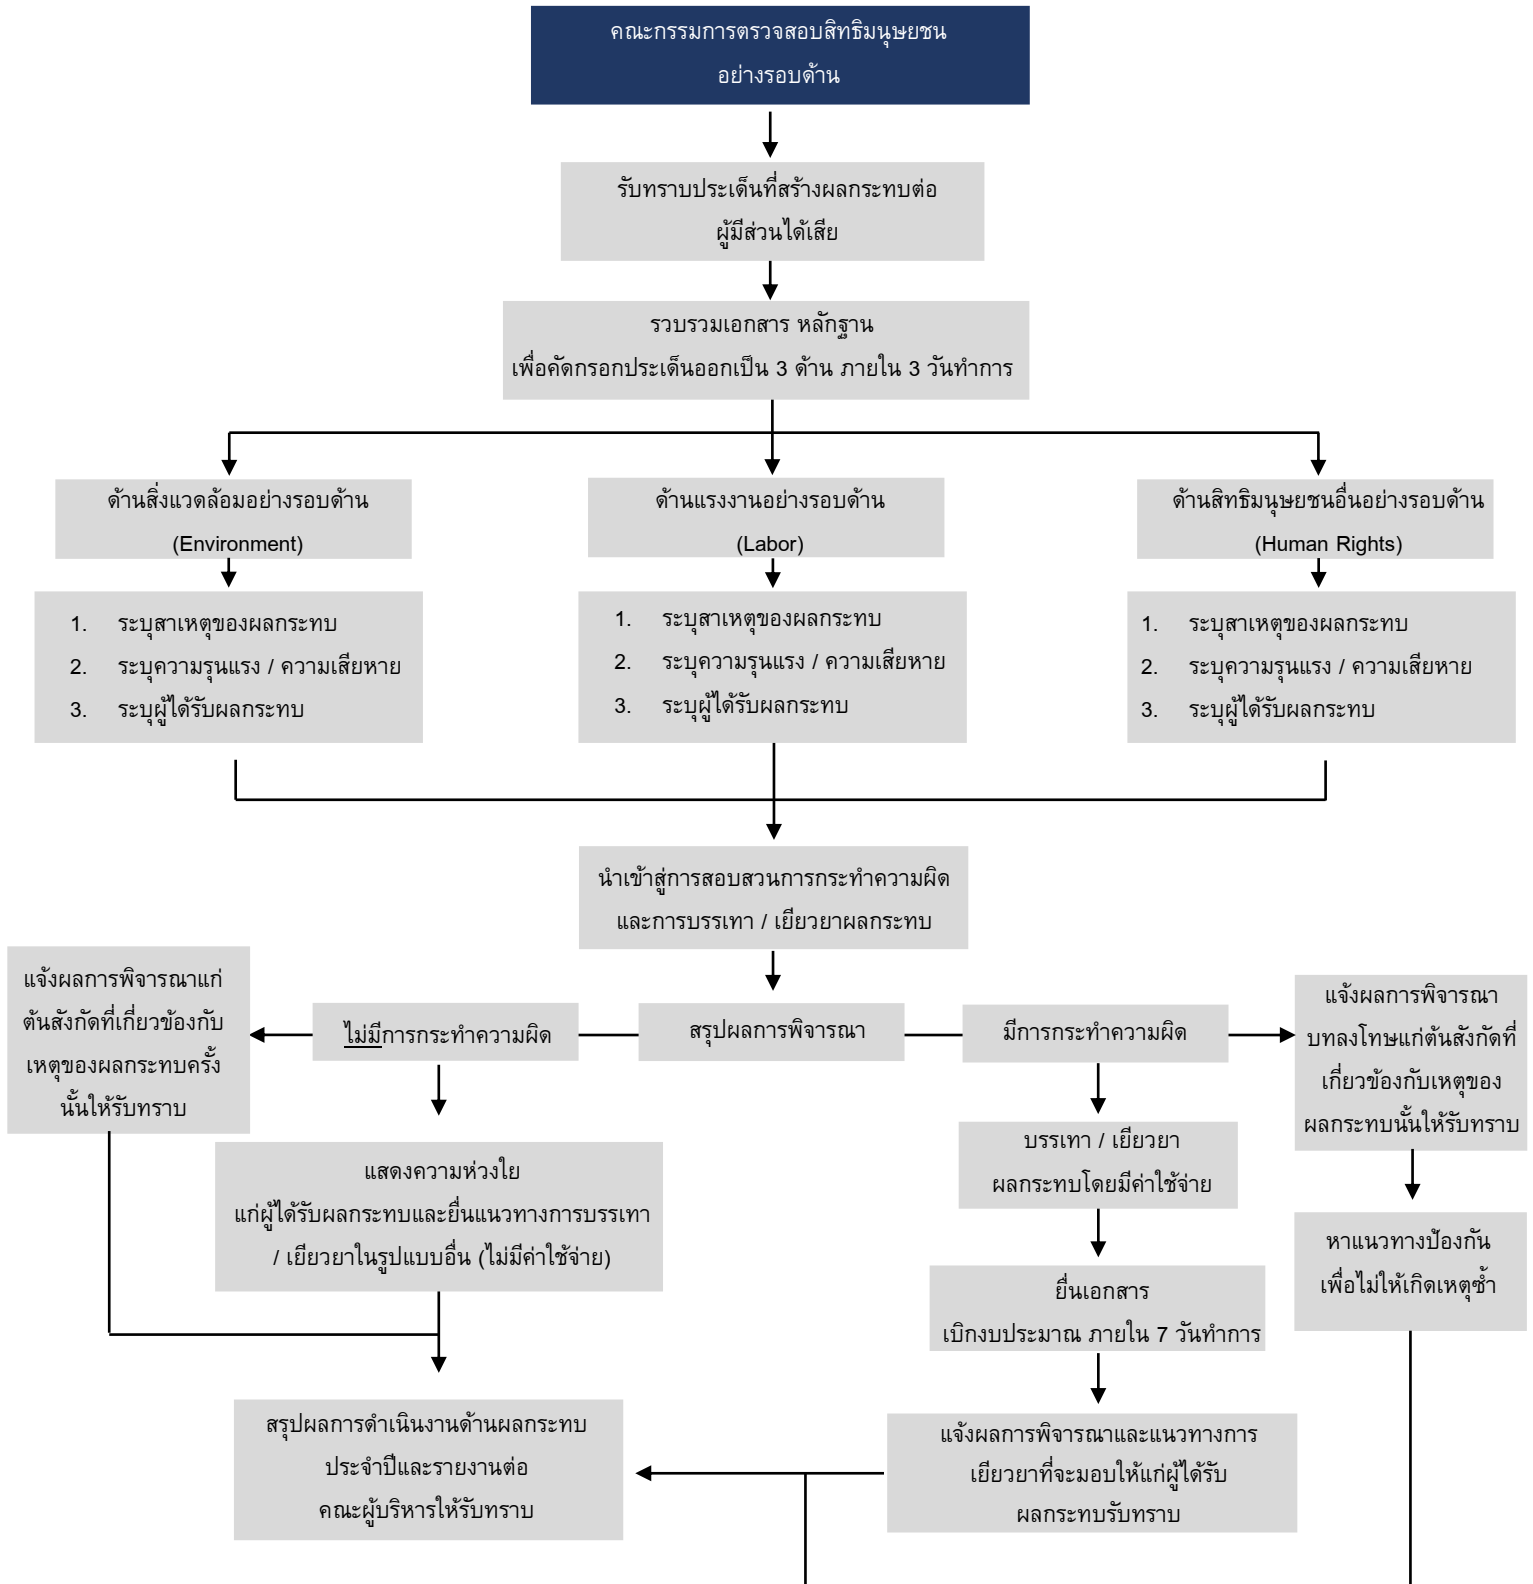 คณะกรรมการตรวจสอบสิทธิมนุษยชน
อย่างรอบด้าน
รับทราบประเด็นที่สร้างผลกระทบต่อ
ผู้มีส่วนได้เสีย
รวบรวมเอกสาร หลักฐาน
เพื่อคัดกรอกประเด็นออกเป็น 3 ด้าน ภายใน 3 วันทำการ
ด้านสิ่งแวดล้อมอย่างรอบด้าน
(Environment)
ด้านแรงงานอย่างรอบด้าน
(Labor)
ด้านสิทธิมนุษยชนอื่นอย่างรอบด้าน
(Human Rights)
1. ระบุสาเหตุของผลกระทบ
2. ระบุความรุนแรง / ความเสียหาย
3. ระบุผู้ได้รับผลกระทบ
1. ระบุสาเหตุของผลกระทบ
2. ระบุความรุนแรง / ความเสียหาย
3. ระบุผู้ได้รับผลกระทบ
1. ระบุสาเหตุของผลกระทบ
2. ระบุความรุนแรง / ความเสียหาย
3. ระบุผู้ได้รับผลกระทบ
นำเข้าสู่การสอบสวนการกระทำความผิด
และการบรรเทา / เยียวยาผลกระทบ
แจ้งผลการพิจารณาแก่
ต้นสังกัดที่เกี่ยวข้องกับ
เหตุของผลกระทบครั้ง
นั้นให้รับทราบ
ไม่มีการกระทำความผิด
สรุปผลการพิจารณา
มีการกระทำความผิด
แจ้งผลการพิจารณา
บทลงโทษแก่ต้นสังกัดที่
เกี่ยวข้องกับเหตุของ
ผลกระทบนั้นให้รับทราบ
แสดงความห่วงใย
แก่ผู้ได้รับผลกระทบและยื่นแนวทางการบรรเทา
/ เยียวยาในรูปแบบอื่น (ไม่มีค่าใช้จ่าย)
บรรเทา / เยียวยา
ผลกระทบโดยมีค่าใช้จ่าย
หาแนวทางป้องกัน
เพื่อไม่ให้เกิดเหตุซ้ำ
ยื่นเอกสาร
เบิกงบประมาณ ภายใน 7 วันทำการ
สรุปผลการดำเนินงานด้านผลกระทบ
ประจำปีและรายงานต่อ
คณะผู้บริหารให้รับทราบ
แจ้งผลการพิจารณาและแนวทางการ
เยียวยาที่จะมอบให้แก่ผู้ได้รับ
ผลกระทบรับทราบ